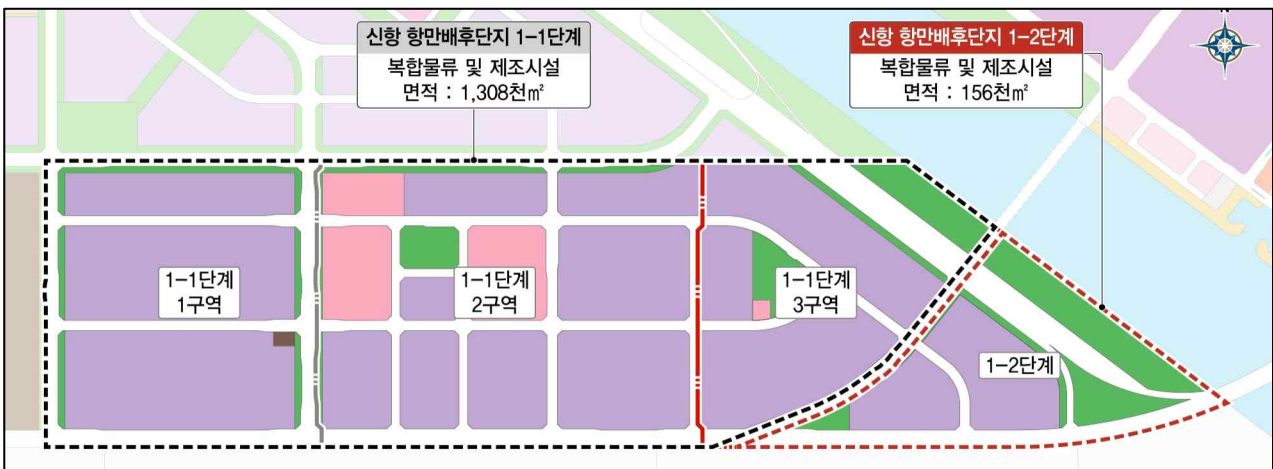 신항 항만배후단지 1-1단계
복합물류 및 제조시설
면적 : 1,308천㎡
신항 항만배후단지 1-2단계
복합물류 및 제조시설
면적 : 156천㎡
N
1-1단계
1구역
1-1단계
2구역
1-1단계
3구역
1-2단계